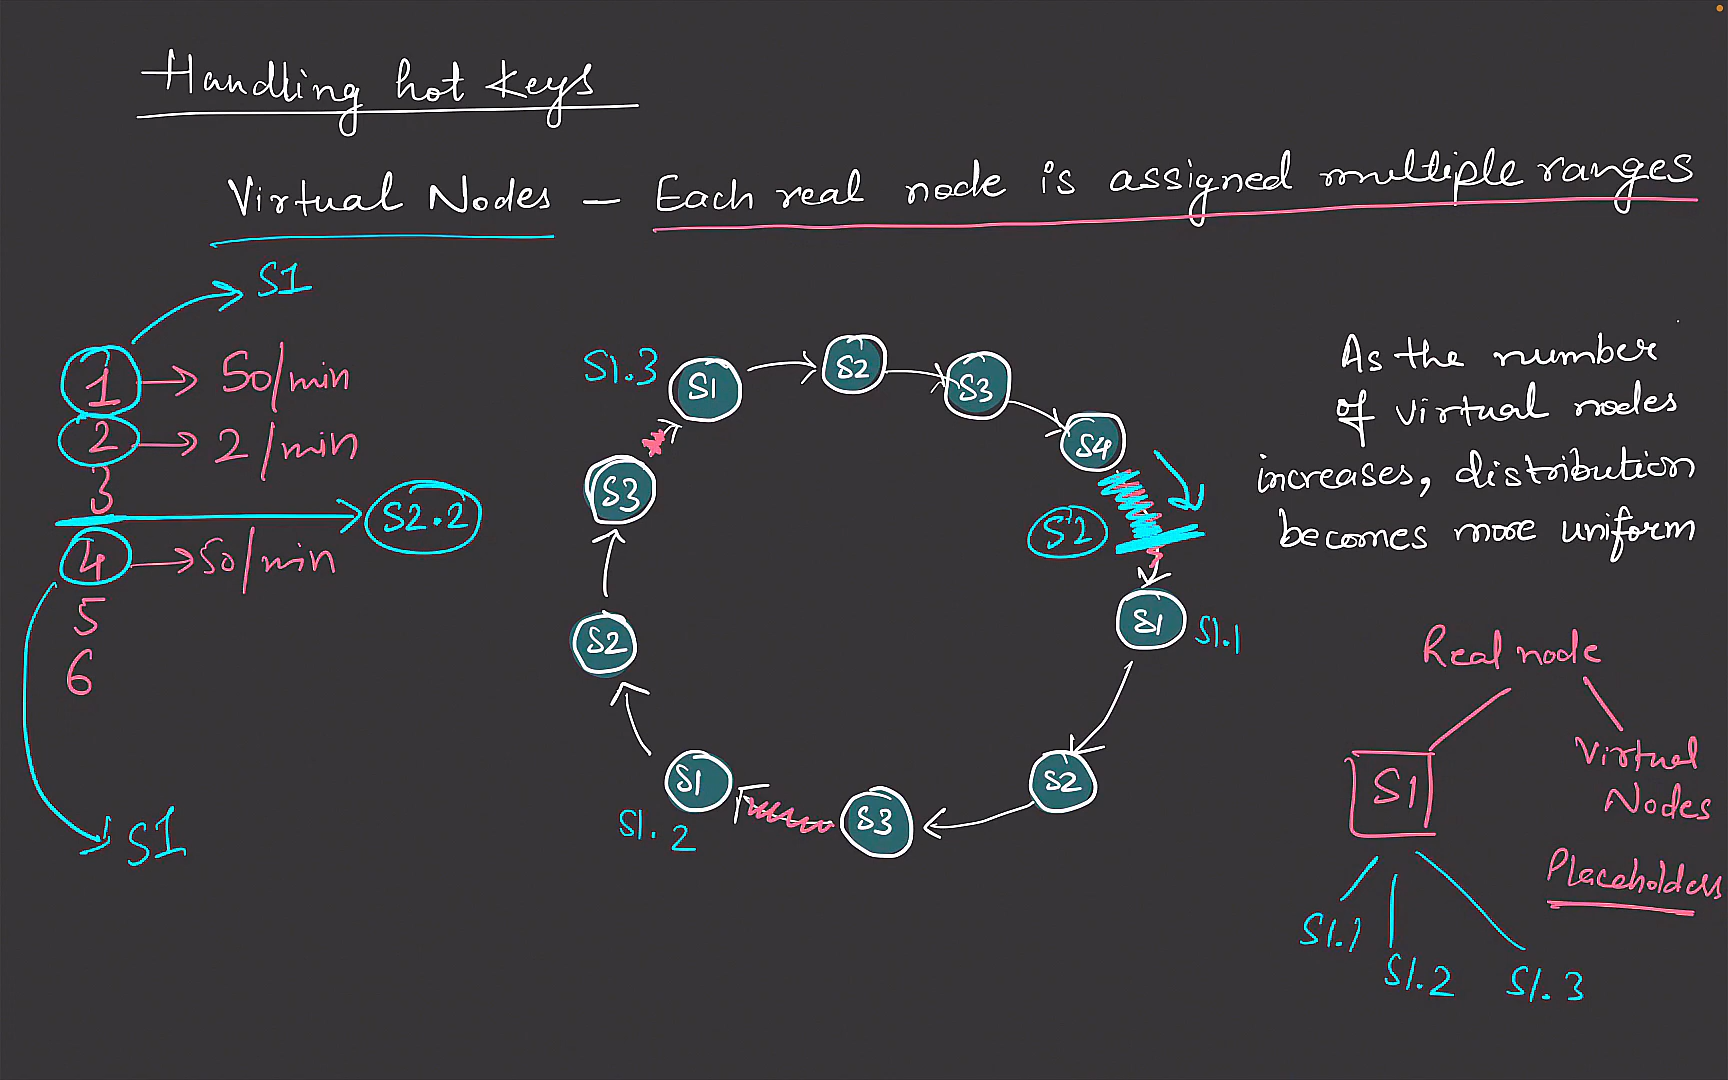 Handling hot keys
Virtual Nodes – Each real node is assigned multiple ranges
S1
1 → 50/min
2 → 2/min
3
S2.2
4 → 50/min
5
6
S1
S1.3
S1
S2
S3
S4
S2
S1
S1.1
S2
S3
S1
S1.2
S2
S3
As the number
of virtual nodes
increases, distribution
becomes more uniform
Real node
S1
Virtual
Nodes
Placeholders
S1.1
S1.2
S1.3